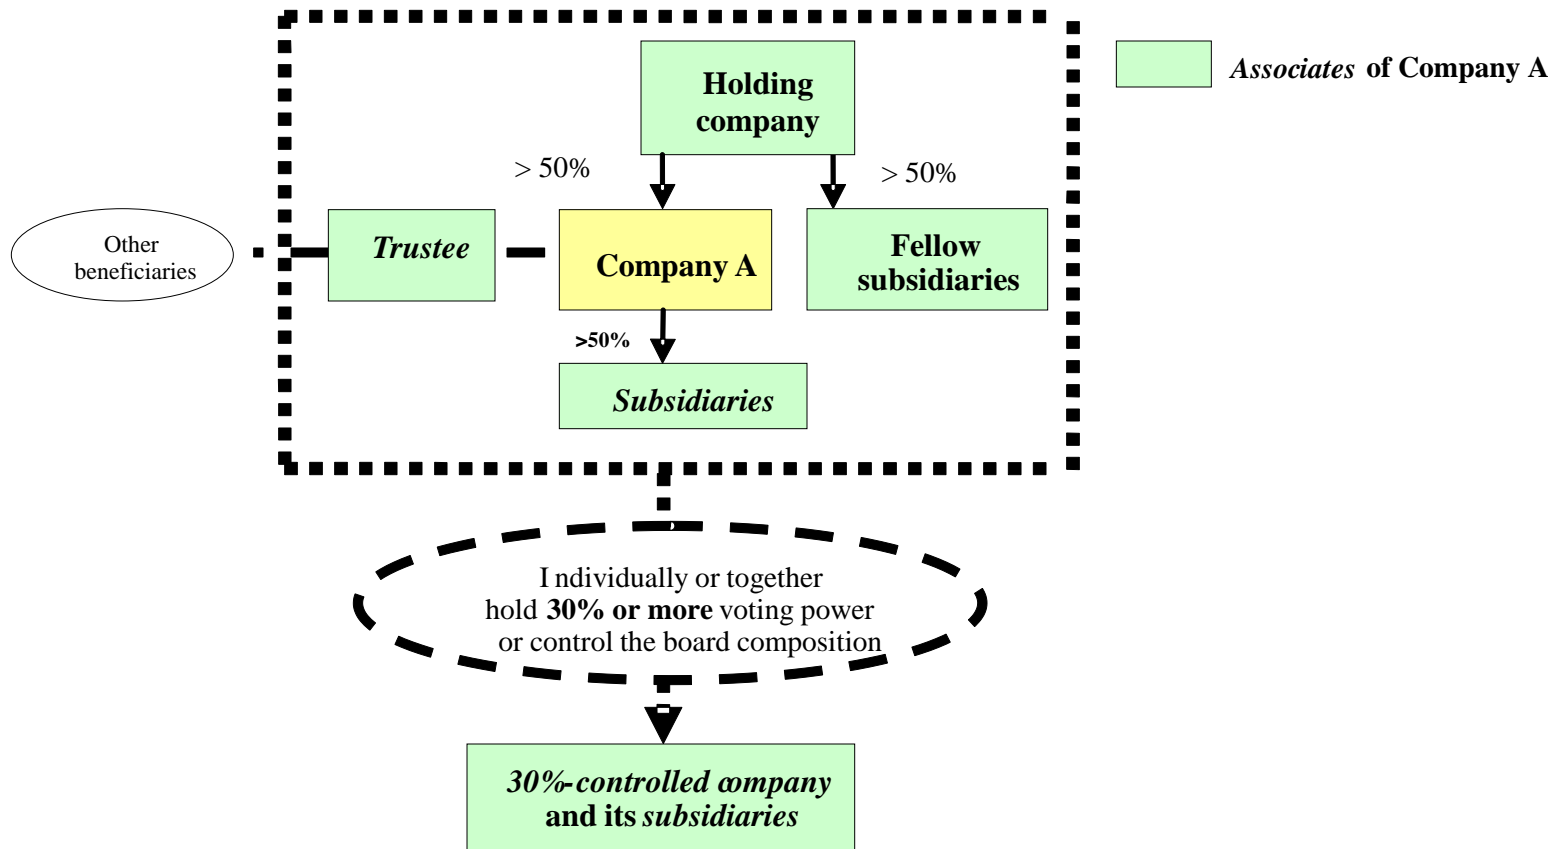 Holding
company
Associates of Company A
> 50%
> 50%
Other
beneficiaries
Trustee
Company A
Fellow
subsidiaries
>50%
Subsidiaries
Individually or together
hold 30% or more voting power
or control the board composition
30%-controlled company
and its subsidiaries